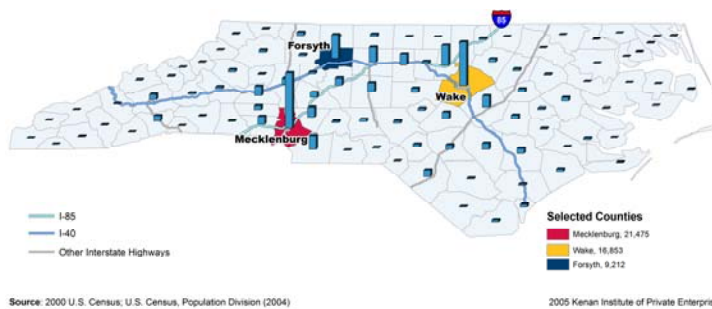 85
Forsyth
Wake
Mecklenburg
I-85
I-40
Other Interstate Highways
Selected Counties
Mecklenburg, 21,475
Wake, 16,853
Forsyth, 9,212
Source: 2000 U.S. Census; U.S. Census, Population Division (2004)
2005 Kenan Institute of Private Enterpris